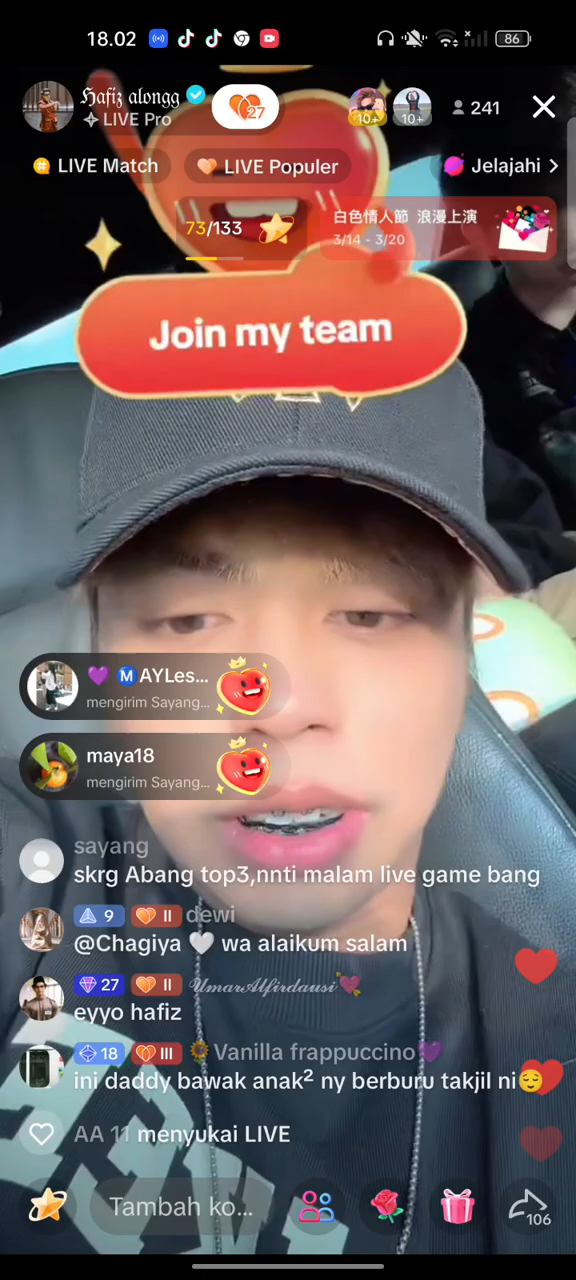 18.02
86
Hafiz alongg
LIVE Pro
27
10+
10+
241
LIVE Match
LIVE Populer
Jelajahi
73/133
白色情人節 浪漫上演
3/14 - 3/20
Join my team
💜 Ⓜ️AYLes...
mengirim Sayang...
maya18
mengirim Sayang...
sayang
skrg Abang top3,nnti malam live game bang
9 II dewi
@Chagiya 🤍 wa alaikum salam
27 II 𝒰𝓂𝒶𝓇𝒜𝓁𝒻𝒾𝓇𝒹𝒶𝓊𝓈𝒾💘
eyyo hafiz
18 III 🌻Vanilla frappuccino💜
ini daddy bawak anak² ny berburu takjil ni😌
AA 11 menyukai LIVE
Tambah ko...
106